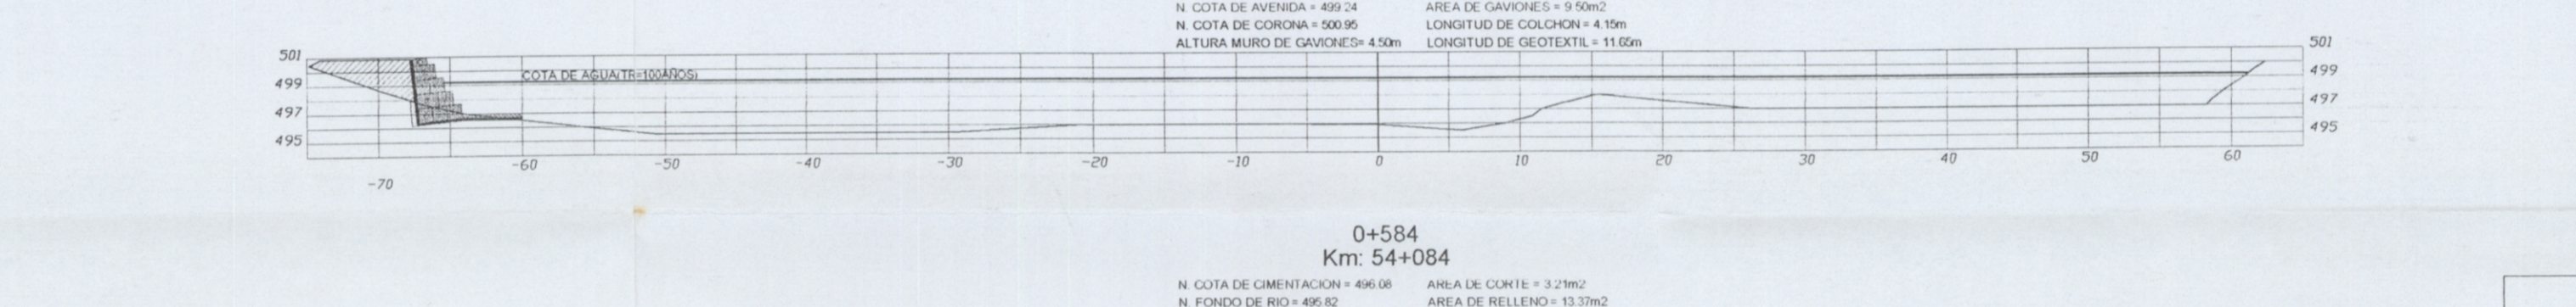 N. COTA DE AVENIDA = 499.24 AREA DE GAVIONES = 9.50m2
N. COTA DE CORONA = 500.95 LONGITUD DE COLCHON = 4.15m
ALTURA MURO DE GAVIONES= 4.50m LONGITUD DE GEOTEXTIL = 11.65m
501 501
COTA DE AGUA(TR=100AÑOS)
499 499
497 497
495 495
-70 -60 -50 -40 -30 -20 -10 0 10 20 30 40 50 60
0+584
Km: 54+084
N. COTA DE CIMENTACION = 496.08 AREA DE CORTE = 3.21m2
N. FONDO DE RIO = 495.82 AREA DE RELLENO = 13.37m2